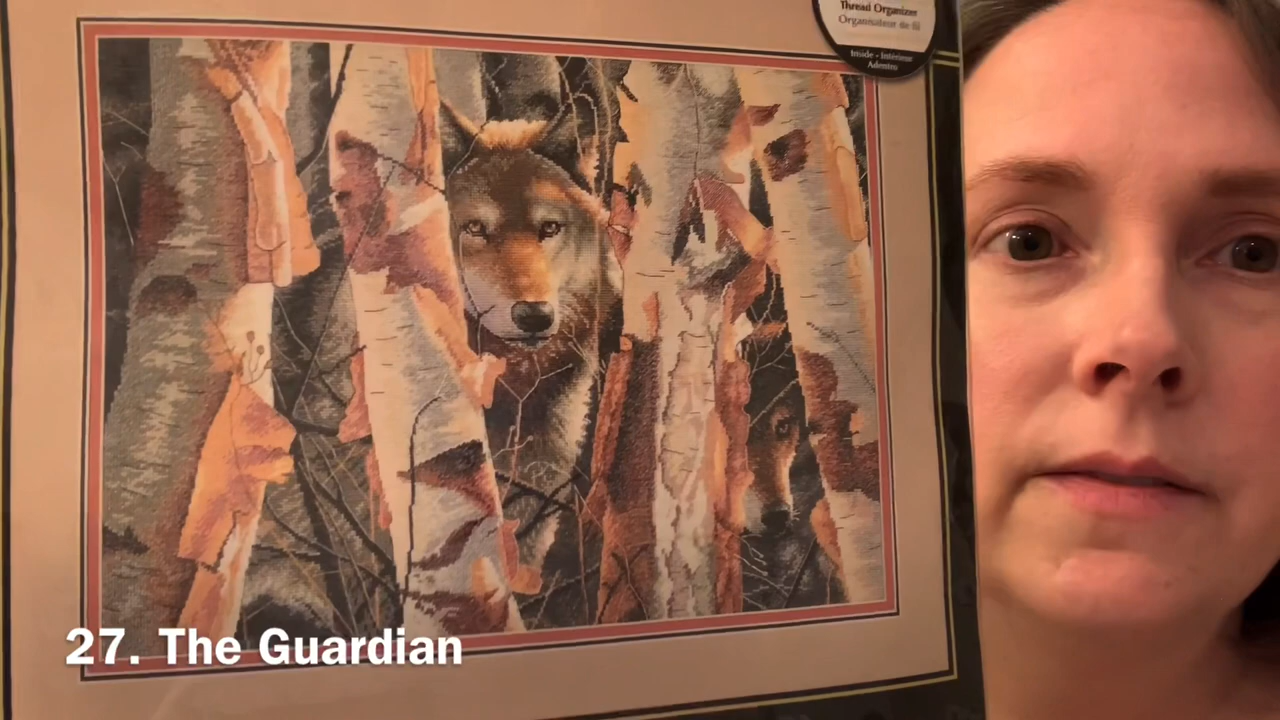 Thread Organizer
Organisateur de fil
Inside - Intérieur
Adentro
27. The Guardian